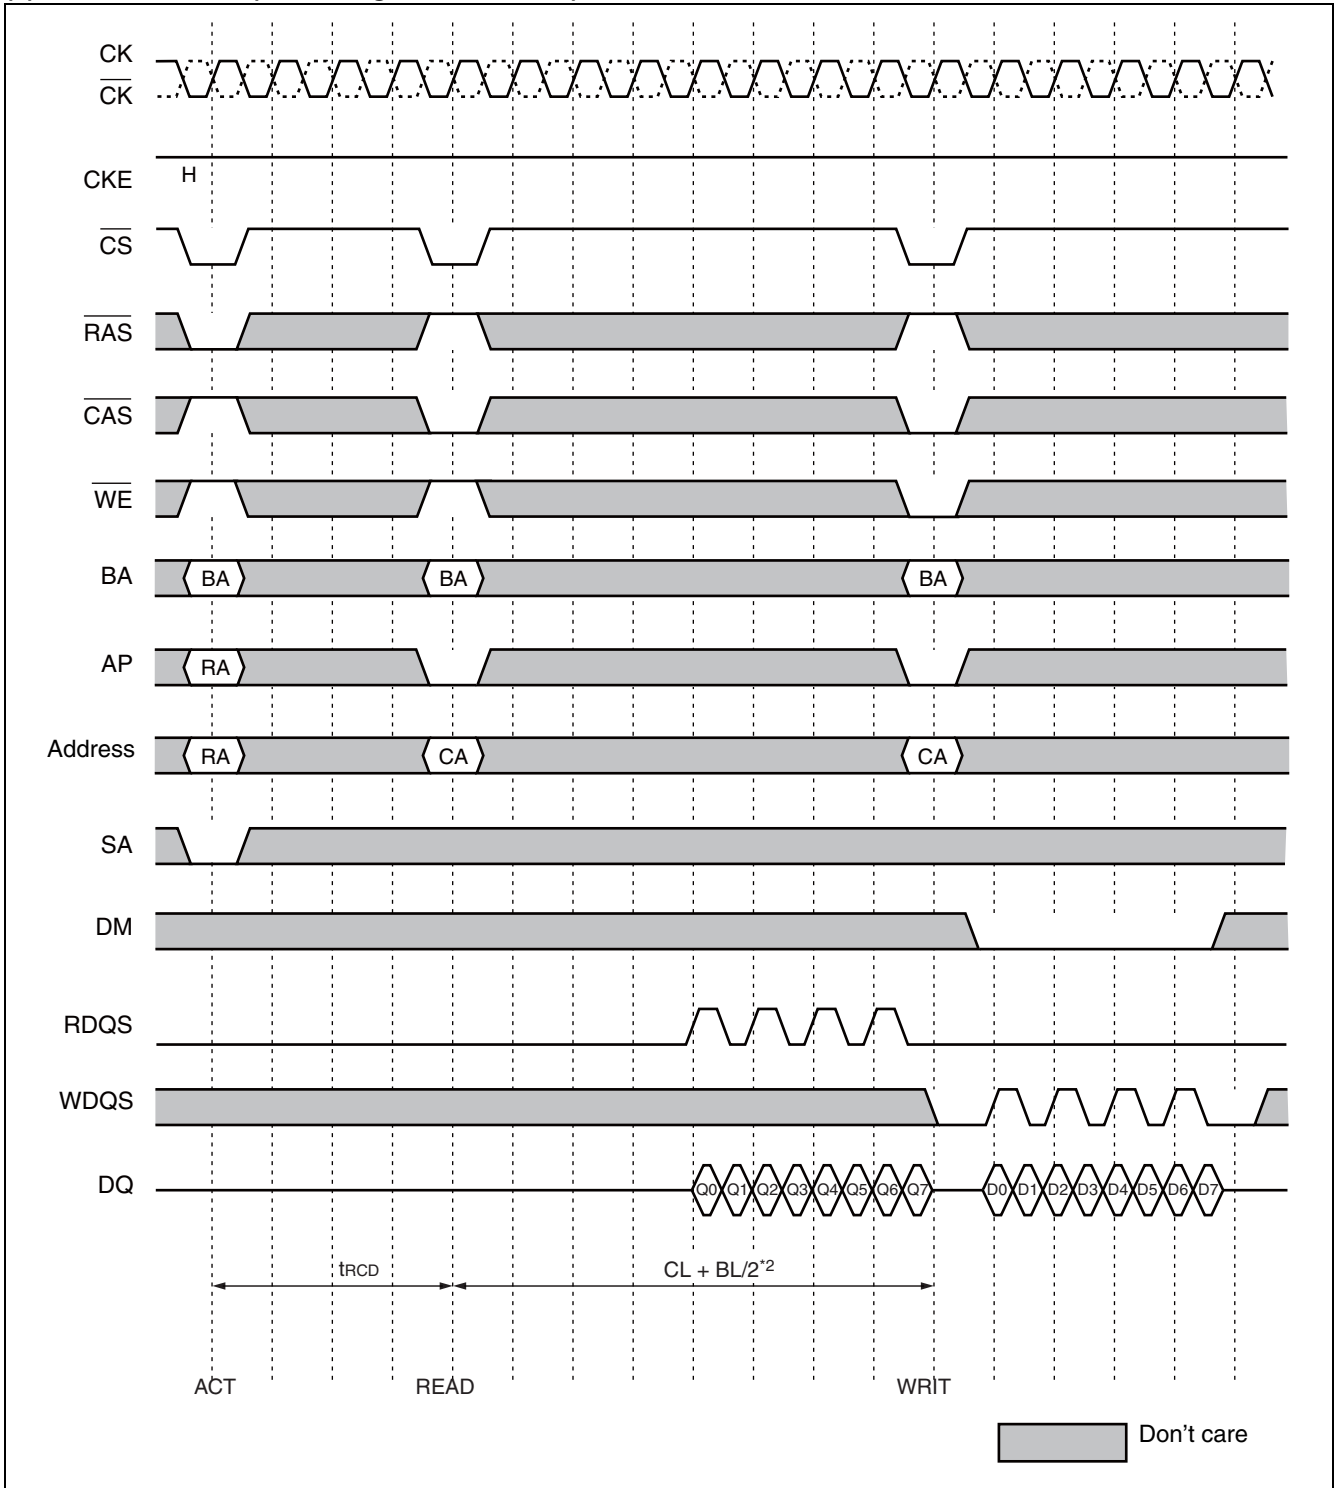 CK
CK
CKE H
CS
RAS
CAS
WE
BA BA BA BA
AP RA
Address RA CA CA
SA
DM
RDQS
WDQS
DQ Q0 Q1 Q2 Q3 Q4 Q5 Q6 Q7 D0 D1 D2 D3 D4 D5 D6 D7
tRCD CL + BL/2*2
ACT READ WRIT
Don't care